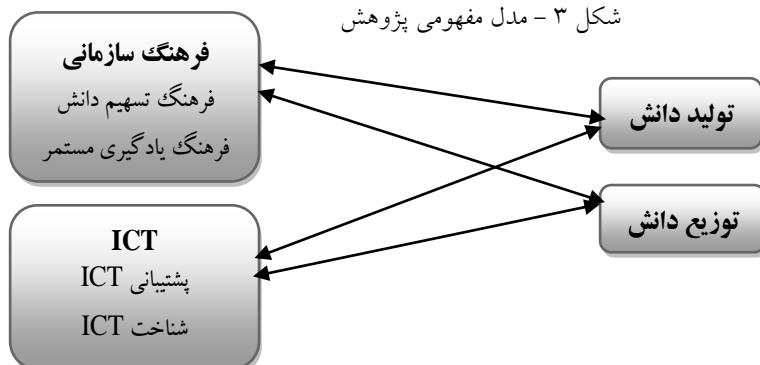 شکل ۳ – مدل مفهومی پژوهش
فرهنگ سازمانی
فرهنگ تسهیم دانش
فرهنگ یادگیری مستمر
تولید دانش
توزیع دانش
ICT
پشتیبانی ICT
شناخت ICT